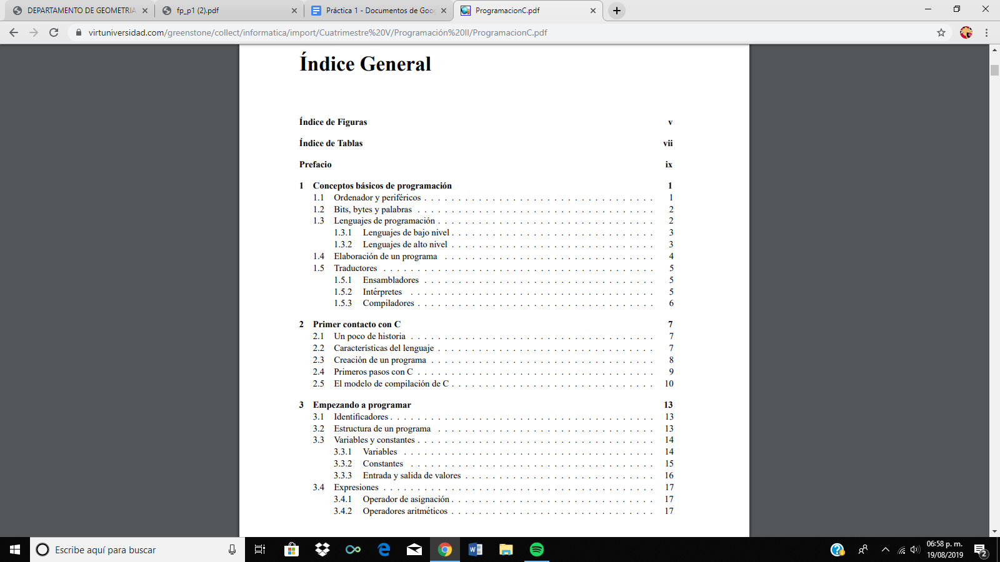 DEPARTAMENTO DE GEOMETRIA
fp_p1 (2).pdf
Práctica 1 - Documentos de Goo
ProgramacionC.pdf
virtuniversidad.com/greenstone/collect/informatica/import/Cuatrimestre%20V/Programación%20II/ProgramacionC.pdf
Índice General
Índice de Figuras v
Índice de Tablas vii
Prefacio ix
1 Conceptos básicos de programación 1
1.1 Ordenador y periféricos . . . . . . . . . . . . . . . . . . . . . . . . . . . . . . . . . . 1
1.2 Bits, bytes y palabras . . . . . . . . . . . . . . . . . . . . . . . . . . . . . . . . . . . 2
1.3 Lenguajes de programación . . . . . . . . . . . . . . . . . . . . . . . . . . . . . . . . 2
1.3.1 Lenguajes de bajo nivel . . . . . . . . . . . . . . . . . . . . . . . . . . . . . . 3
1.3.2 Lenguajes de alto nivel . . . . . . . . . . . . . . . . . . . . . . . . . . . . . . 3
1.4 Elaboración de un programa . . . . . . . . . . . . . . . . . . . . . . . . . . . . . . . 4
1.5 Traductores . . . . . . . . . . . . . . . . . . . . . . . . . . . . . . . . . . . . . . . . 5
1.5.1 Ensambladores . . . . . . . . . . . . . . . . . . . . . . . . . . . . . . . . . . 5
1.5.2 Intérpretes . . . . . . . . . . . . . . . . . . . . . . . . . . . . . . . . . . . . 5
1.5.3 Compiladores . . . . . . . . . . . . . . . . . . . . . . . . . . . . . . . . . . . 6
2 Primer contacto con C 7
2.1 Un poco de historia . . . . . . . . . . . . . . . . . . . . . . . . . . . . . . . . . . . . 7
2.2 Características del lenguaje . . . . . . . . . . . . . . . . . . . . . . . . . . . . . . . . 7
2.3 Creación de un programa . . . . . . . . . . . . . . . . . . . . . . . . . . . . . . . . . 8
2.4 Primeros pasos con C . . . . . . . . . . . . . . . . . . . . . . . . . . . . . . . . . . . 9
2.5 El modelo de compilación de C . . . . . . . . . . . . . . . . . . . . . . . . . . . . . . 10
3 Empezando a programar 13
3.1 Identificadores . . . . . . . . . . . . . . . . . . . . . . . . . . . . . . . . . . . . . . . 13
3.2 Estructura de un programa . . . . . . . . . . . . . . . . . . . . . . . . . . . . . . . . 13
3.3 Variables y constantes . . . . . . . . . . . . . . . . . . . . . . . . . . . . . . . . . . . 14
3.3.1 Variables . . . . . . . . . . . . . . . . . . . . . . . . . . . . . . . . . . . . . 14
3.3.2 Constantes . . . . . . . . . . . . . . . . . . . . . . . . . . . . . . . . . . . . 15
3.3.3 Entrada y salida de valores . . . . . . . . . . . . . . . . . . . . . . . . . . . . 16
3.4 Expresiones . . . . . . . . . . . . . . . . . . . . . . . . . . . . . . . . . . . . . . . . 17
3.4.1 Operador de asignación . . . . . . . . . . . . . . . . . . . . . . . . . . . . . . 17
3.4.2 Operadores aritméticos . . . . . . . . . . . . . . . . . . . . . . . . . . . . . . 17
Escribe aquí para buscar
06:58 p. m.
19/08/2019
2